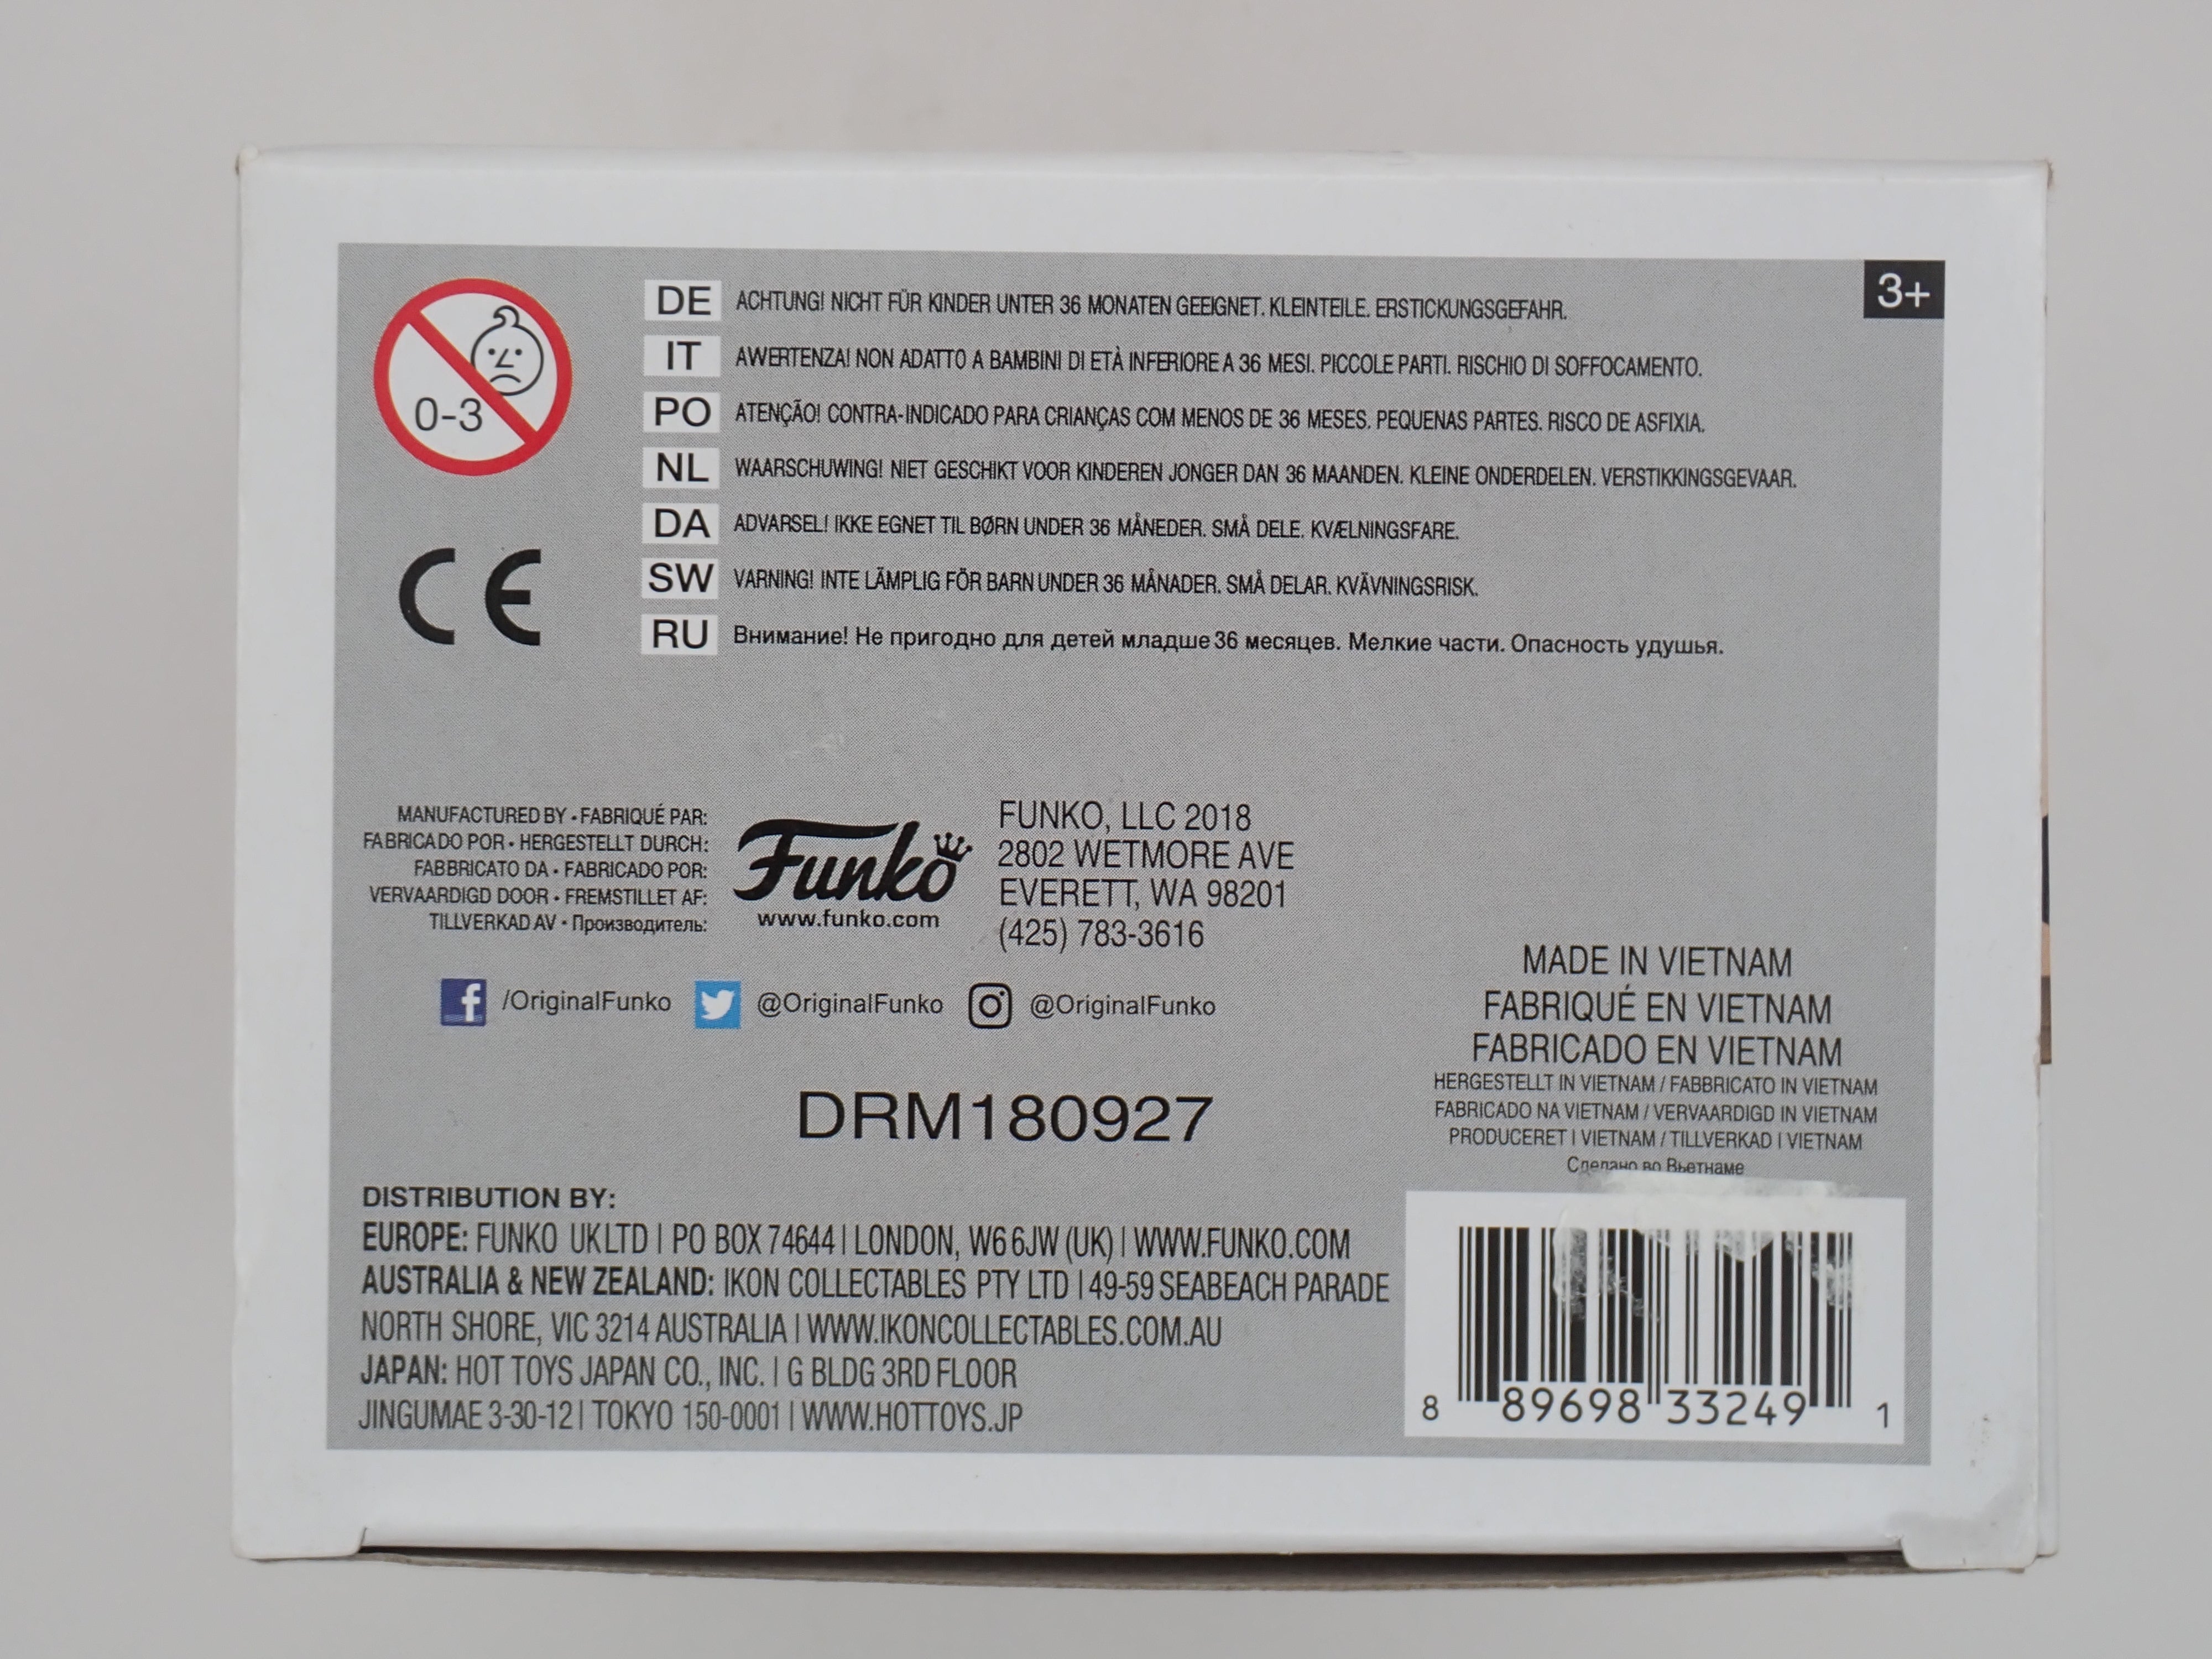 0-3
3+
DE ACHTUNG! NICHT FÜR KINDER UNTER 36 MONATEN GEEIGNET. KLEINTEILE. ERSTICKUNGSGEFAHR.
IT AWERTENZA! NON ADATTO A BAMBINI DI ETÀ INFERIORE A 36 MESI. PICCOLE PARTI. RISCHIO DI SOFFOCAMENTO.
PO ATENÇÃO! CONTRA-INDICADO PARA CRIANÇAS COM MENOS DE 36 MESES. PEQUENAS PARTES. RISCO DE ASFIXIA.
NL WAARSCHUWING! NIET GESCHIKT VOOR KINDEREN JONGER DAN 36 MAANDEN. KLEINE ONDERDELEN. VERSTIKKINGSGEVAAR.
DA ADVARSEL! IKKE EGNET TIL BØRN UNDER 36 MÅNEDER. SMÅ DELE. KVÆLNINGSFARE.
SW VARNING! INTE LÄMPLIG FÖR BARN UNDER 36 MÅNADER. SMÅ DELAR. KVÄVNINGSRISK.
RU Внимание! Не пригодно для детей младше 36 месяцев. Мелкие части. Опасность удушья.
CE
MANUFACTURED BY • FABRIQUÉ PAR:
FABRICADO POR • HERGESTELLT DURCH:
FABBRICATO DA • FABRICADO POR:
VERVAARDIGD DOOR • FREMSTILLET AF:
TILLVERKAD AV • Производитель:
Funko
www.funko.com
FUNKO, LLC 2018
2802 WETMORE AVE
EVERETT, WA 98201
(425) 783-3616
f /OriginalFunko @OriginalFunko @OriginalFunko
DRM180927
MADE IN VIETNAM
FABRIQUÉ EN VIETNAM
FABRICADO EN VIETNAM
HERGESTELLT IN VIETNAM / FABBRICATO IN VIETNAM
FABRICADO NA VIETNAM / VERVAARDIGD IN VIETNAM
PRODUCERET I VIETNAM / TILLVERKAD I VIETNAM
Сделано во Вьетнаме
DISTRIBUTION BY:
EUROPE: FUNKO UK LTD | PO BOX 74644 | LONDON, W6 6JW (UK) | WWW.FUNKO.COM
AUSTRALIA & NEW ZEALAND: IKON COLLECTABLES PTY LTD | 49-59 SEABEACH PARADE
NORTH SHORE, VIC 3214 AUSTRALIA | WWW.IKONCOLLECTABLES.COM.AU
JAPAN: HOT TOYS JAPAN CO., INC. | G BLDG 3RD FLOOR
JINGUMAE 3-30-12 | TOKYO 150-0001 | WWW.HOTTOYS.JP
8 89698 33249 1